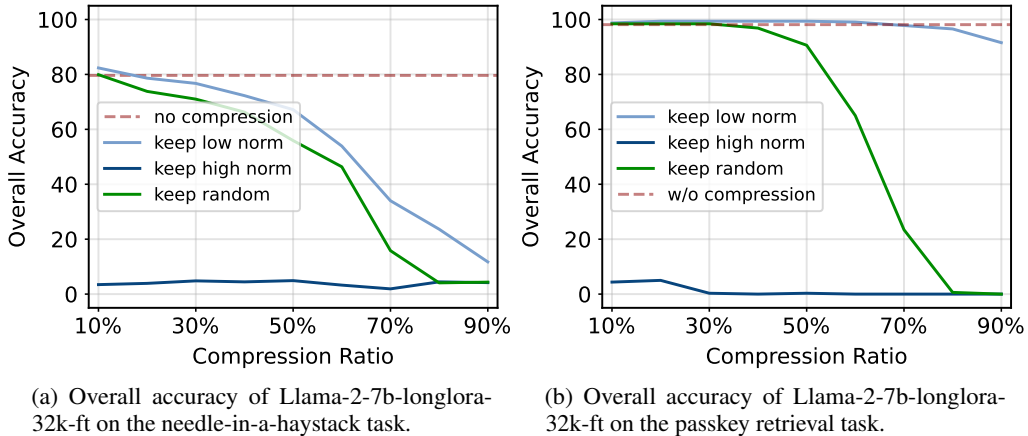 100
80
60
40
20
0
Overall Accuracy
no compression
keep low norm
keep high norm
keep random
10% 30% 50% 70% 90%
Compression Ratio
(a) Overall accuracy of Llama-2-7b-longlora-
32k-ft on the needle-in-a-haystack task.
100
80
60
40
20
0
Overall Accuracy
keep low norm
keep high norm
keep random
w/o compression
10% 30% 50% 70% 90%
Compression Ratio
(b) Overall accuracy of Llama-2-7b-longlora-
32k-ft on the passkey retrieval task.